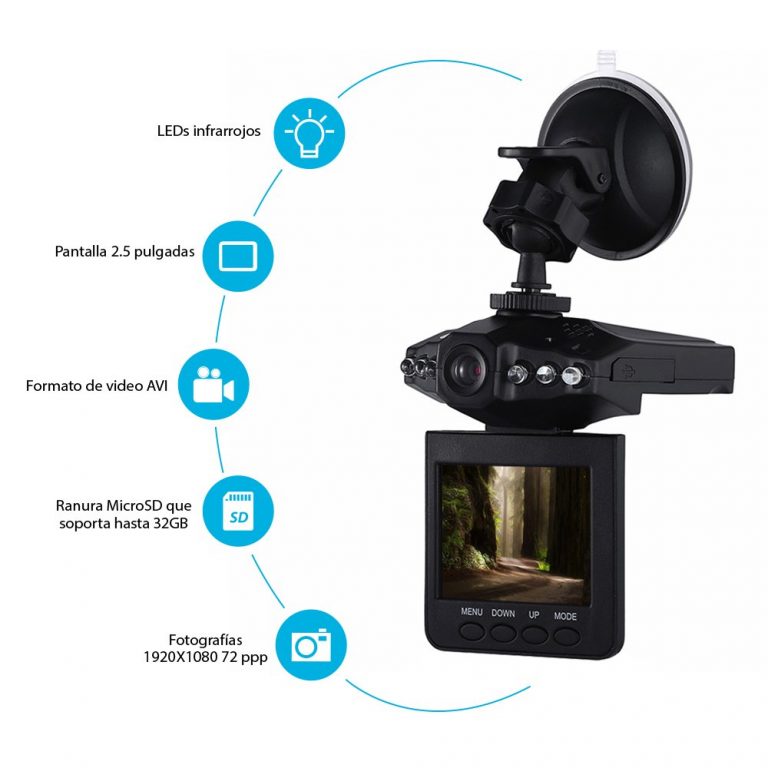 LEDs infrarrojos
Pantalla 2.5 pulgadas
Formato de video AVI
Ranura MicroSD que
soporta hasta 32GB
SD
Fotografías
1920X1080 72 ppp
MENU DOWN UP MODE